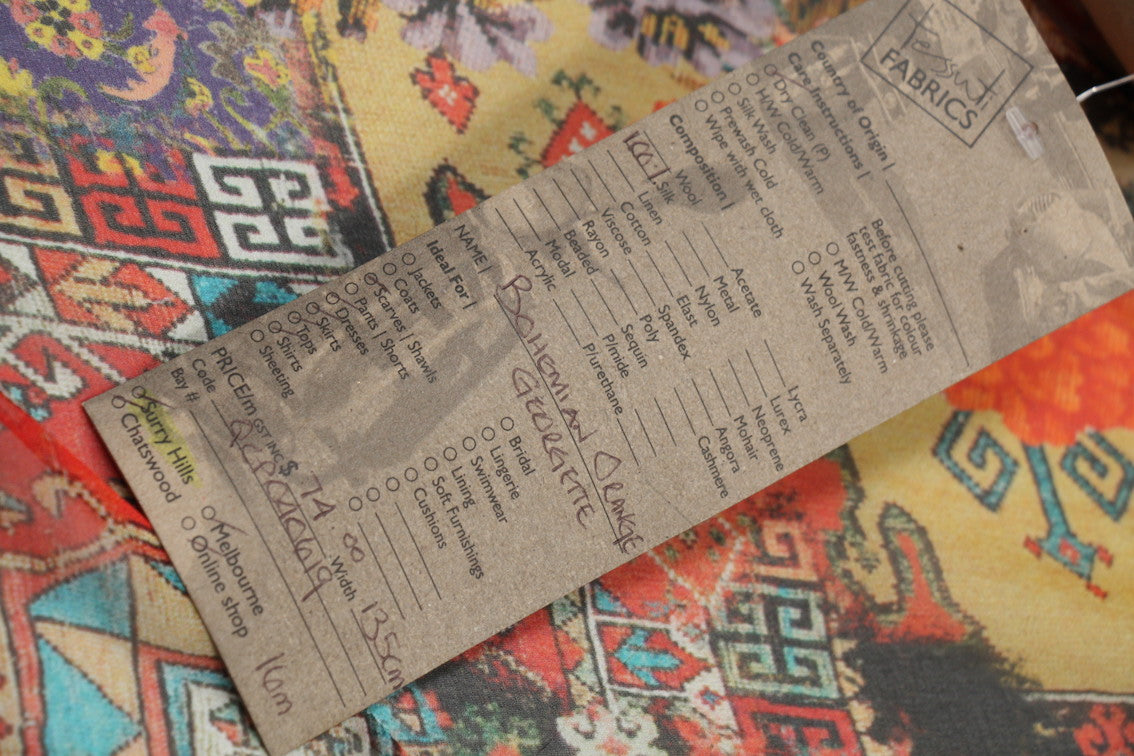 Tessuti
FABRICS
Country of Origin |
Care Instructions |
Dry Clean (P)
H/W Cold/Warm
Silk Wash
Prewash Cold
Wipe with wet cloth
Before cutting please
test fabric for colour
fastness & shrinkage
M/W Cold/Warm
Wool Wash
Wash Separately
Composition |
Wool
100% Silk
Linen
Cotton
Viscose
Rayon
Beaded
Modal
Acrylic
Acetate
Metal
Nylon
Elast
Spandex
Poly
Sequin
P/mide
P/urethane
Lycra
Lurex
Neoprene
Mohair
Angora
Cashmere
NAME | BOHEMIAN ORANGE
GEORGETTE
Ideal For |
Jackets
Coats
Scarves | Shawls
Pants | Shorts
Dresses
Skirts
Tops
Shirts
Sheeting
Bridal
Lingerie
Swimwear
Lining
Soft Furnishings
Cushions
PRICE/m GST INC $ 74.00 Width 135cm
Code
Bay #
Surry Hills
Chatswood
Melbourne
Online shop
16m